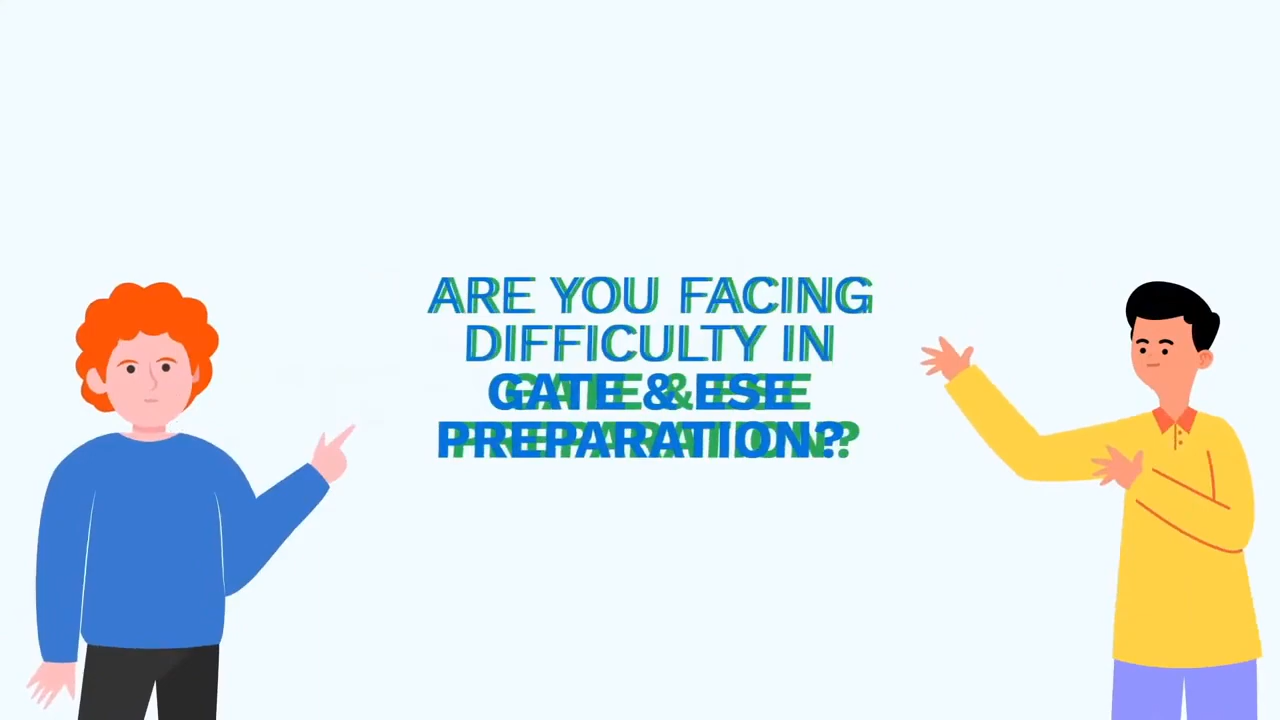 ARE YOU FACING
DIFFICULTY IN
GATE & ESE
PREPARATION?